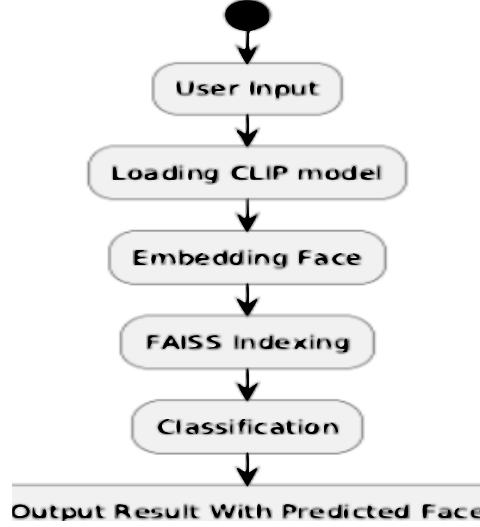 User Input
Loading CLIP model
Embedding Face
FAISS Indexing
Classification
Output Result With Predicted Face